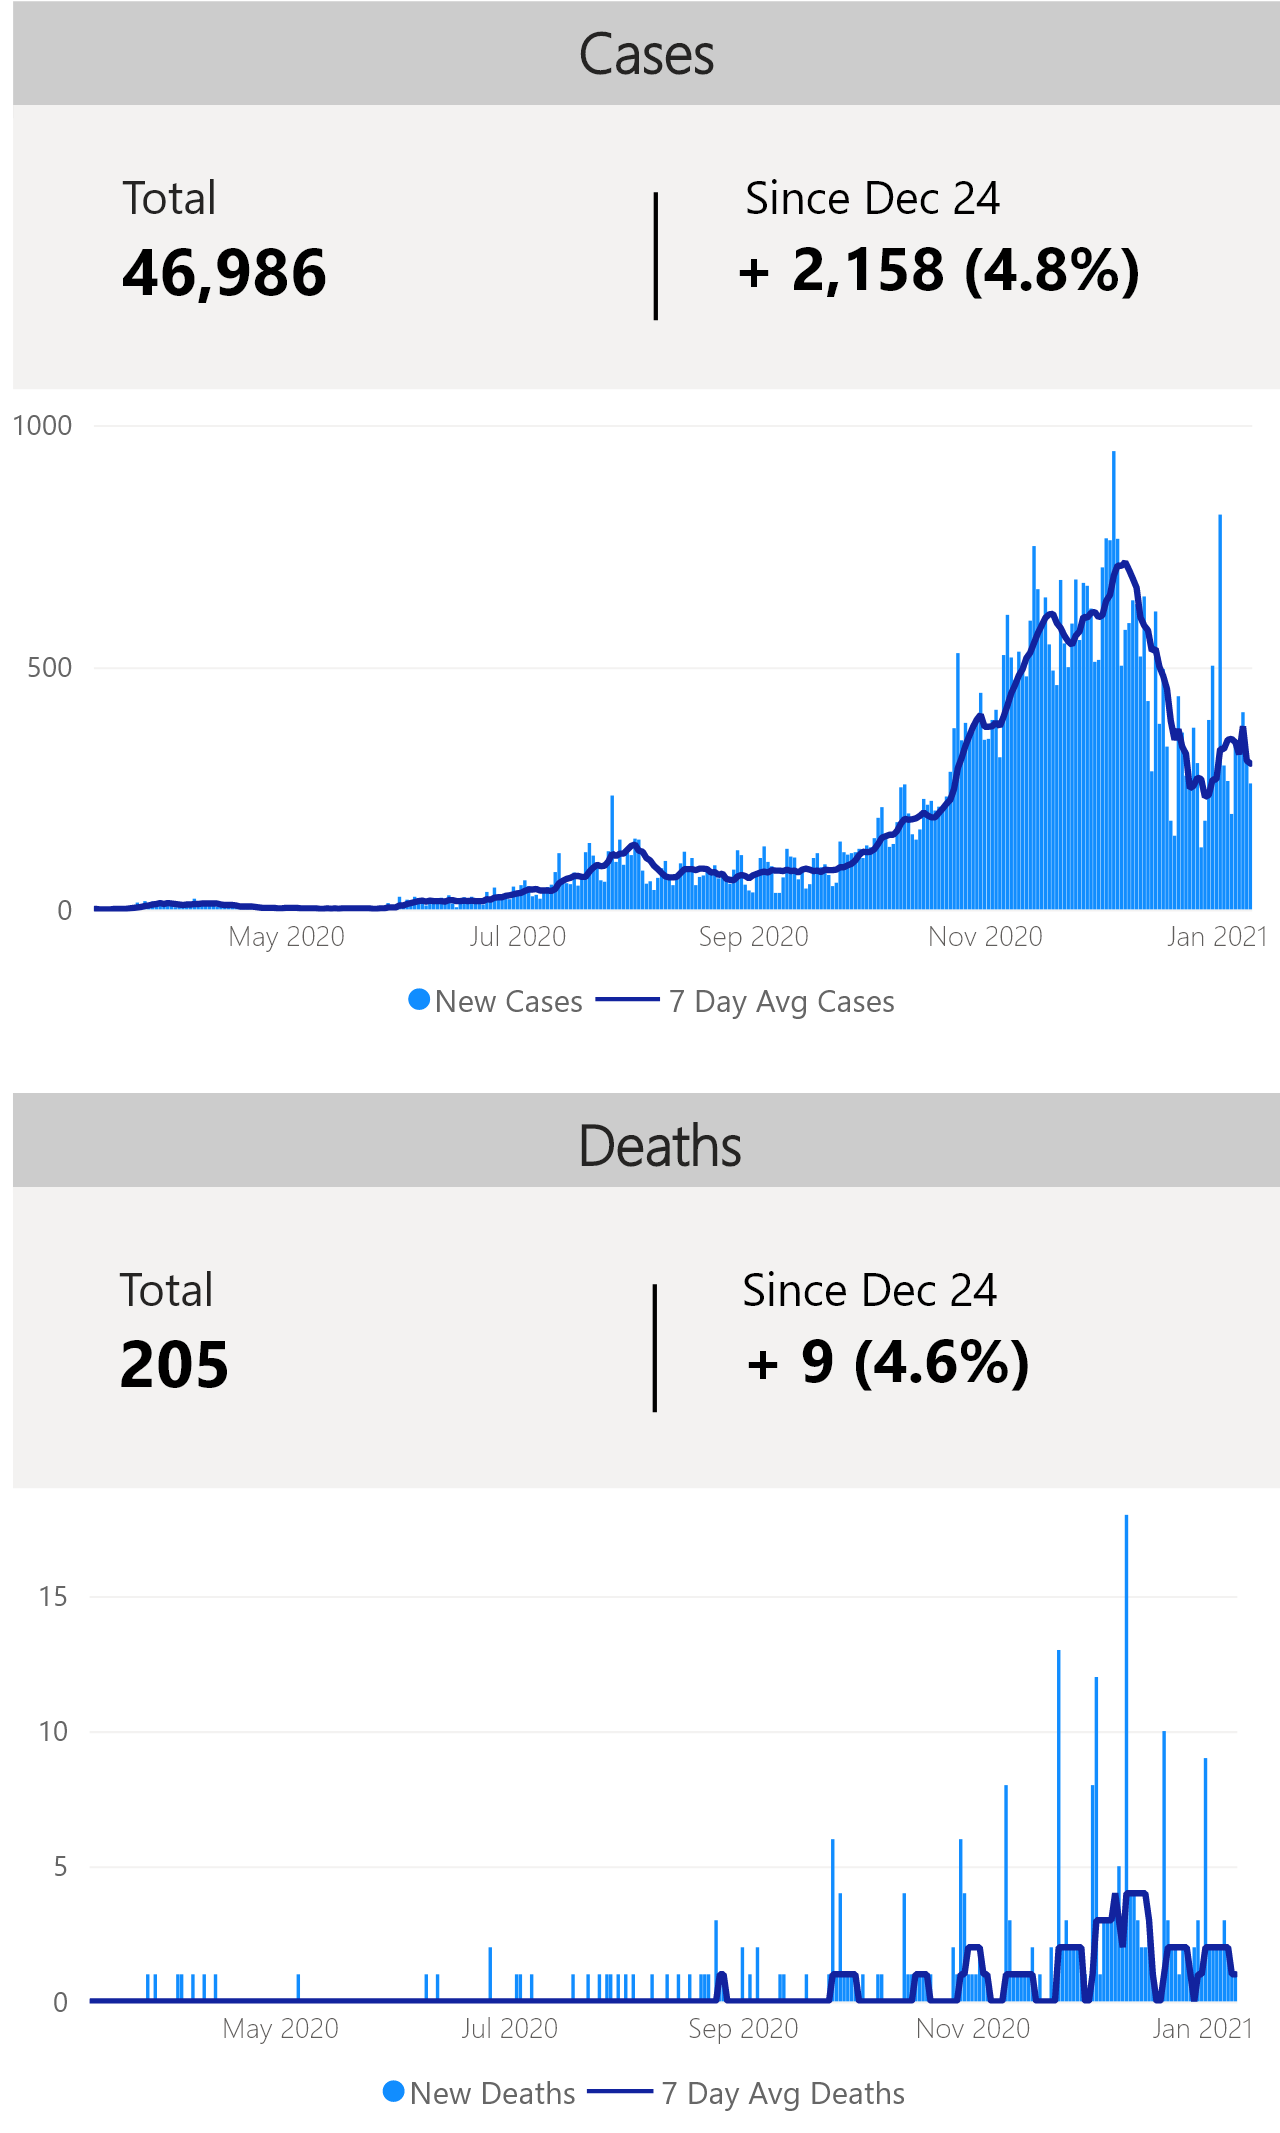 Cases
Total
Since Dec 24
46,986
+ 2,158 (4.8%)
1000
500
0
May 2020 Jul 2020 Sep 2020 Nov 2020 Jan 2021
New Cases 7 Day Avg Cases
Deaths
Total
Since Dec 24
205
+ 9 (4.6%)
15
10
5
0
May 2020 Jul 2020 Sep 2020 Nov 2020 Jan 2021
New Deaths 7 Day Avg Deaths